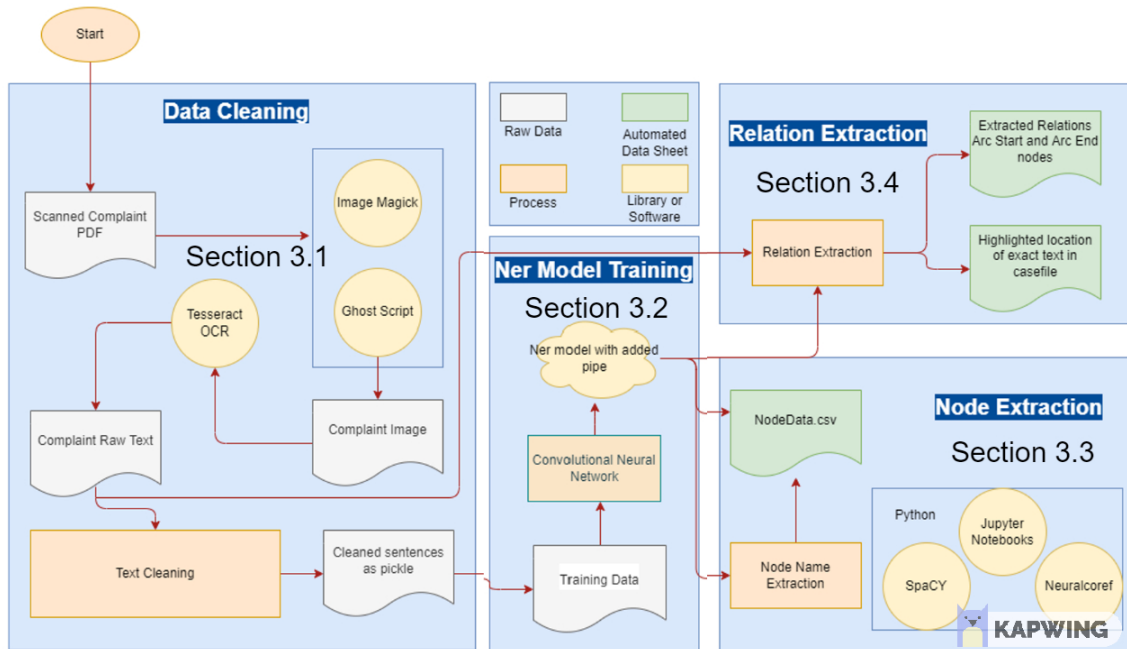 Start
Data Cleaning
Scanned Complaint
PDF
Section 3.1
Image Magick
Ghost Script
Tesseract
OCR
Complaint Raw Text
Complaint Image
Text Cleaning
Cleaned sentences
as pickle
Raw Data
Automated
Data Sheet
Process
Library or
Software
Ner Model Training
Section 3.2
Ner model with added
pipe
Convolutional Neural
Network
Training Data
Relation Extraction
Section 3.4
Relation Extraction
Extracted Relations
Arc Start and Arc End
nodes
Highlighted location
of exact text in
casefile
Node Extraction
Section 3.3
NodeData.csv
Node Name
Extraction
Python
Jupyter
Notebooks
SpaCY
Neuralcoref
KAPWING